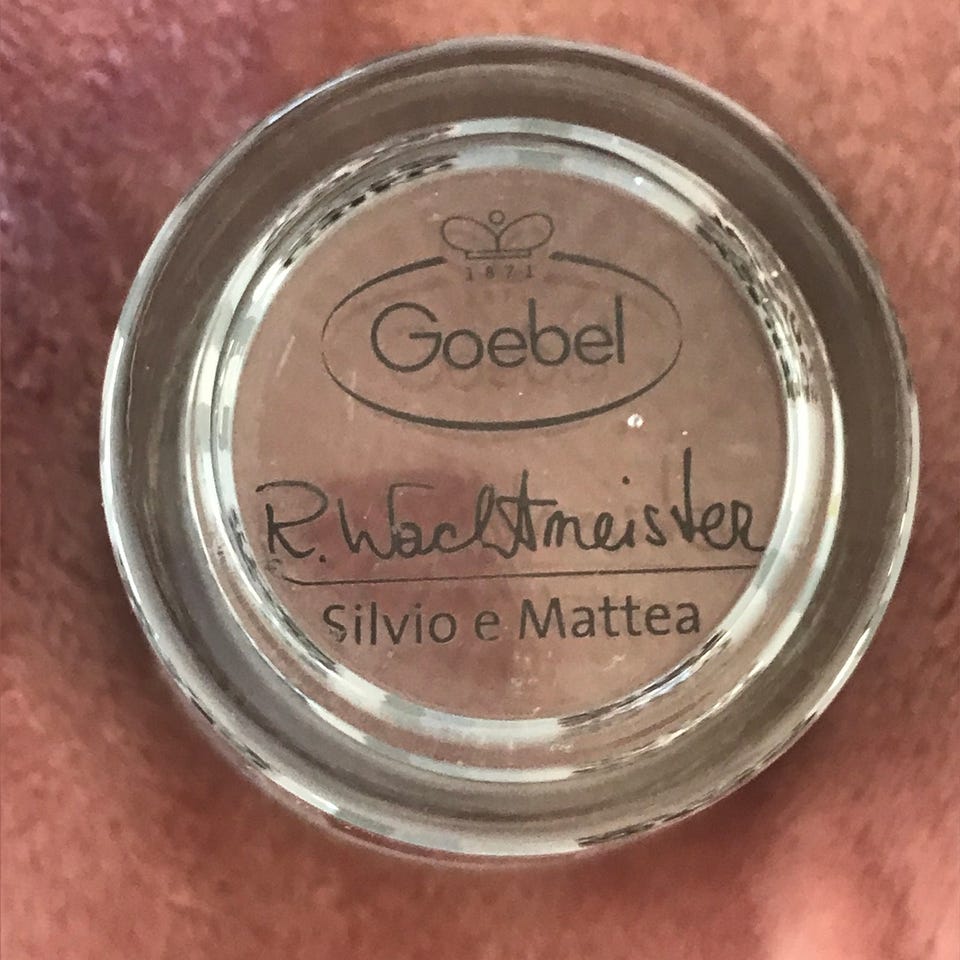 1871
Goebel
R. Wachtmeister
Silvio e Mattea